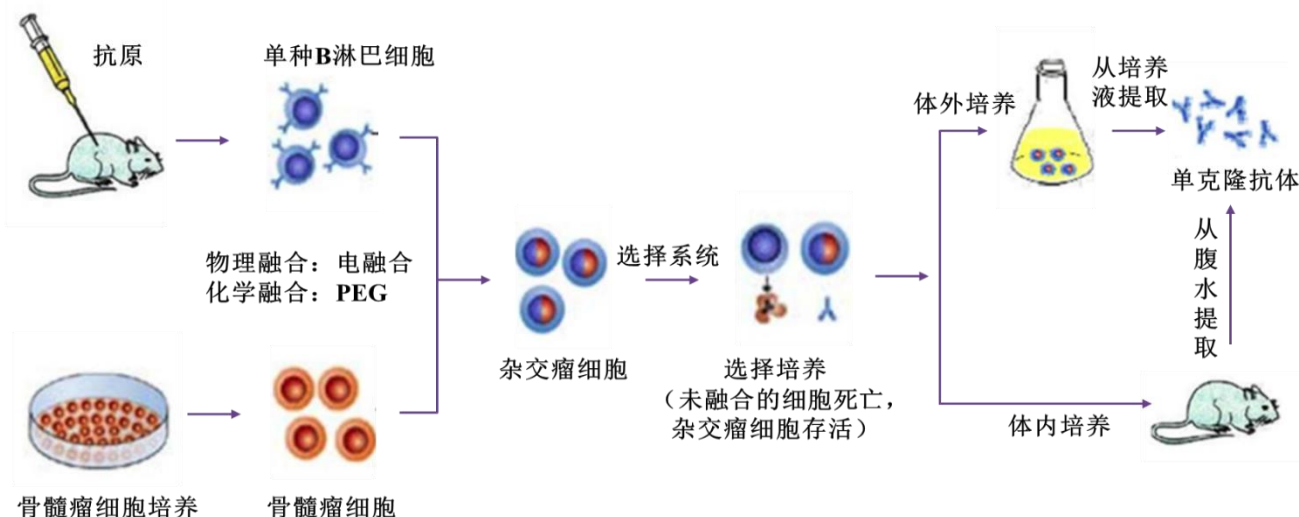 抗原
单种B淋巴细胞
物理融合：电融合
化学融合：PEG
骨髓瘤细胞培养
骨髓瘤细胞
杂交瘤细胞
选择系统
选择培养
（未融合的细胞死亡，
杂交瘤细胞存活）
体外培养
从培养
液提取
单克隆抗体
从腹水提取
体内培养